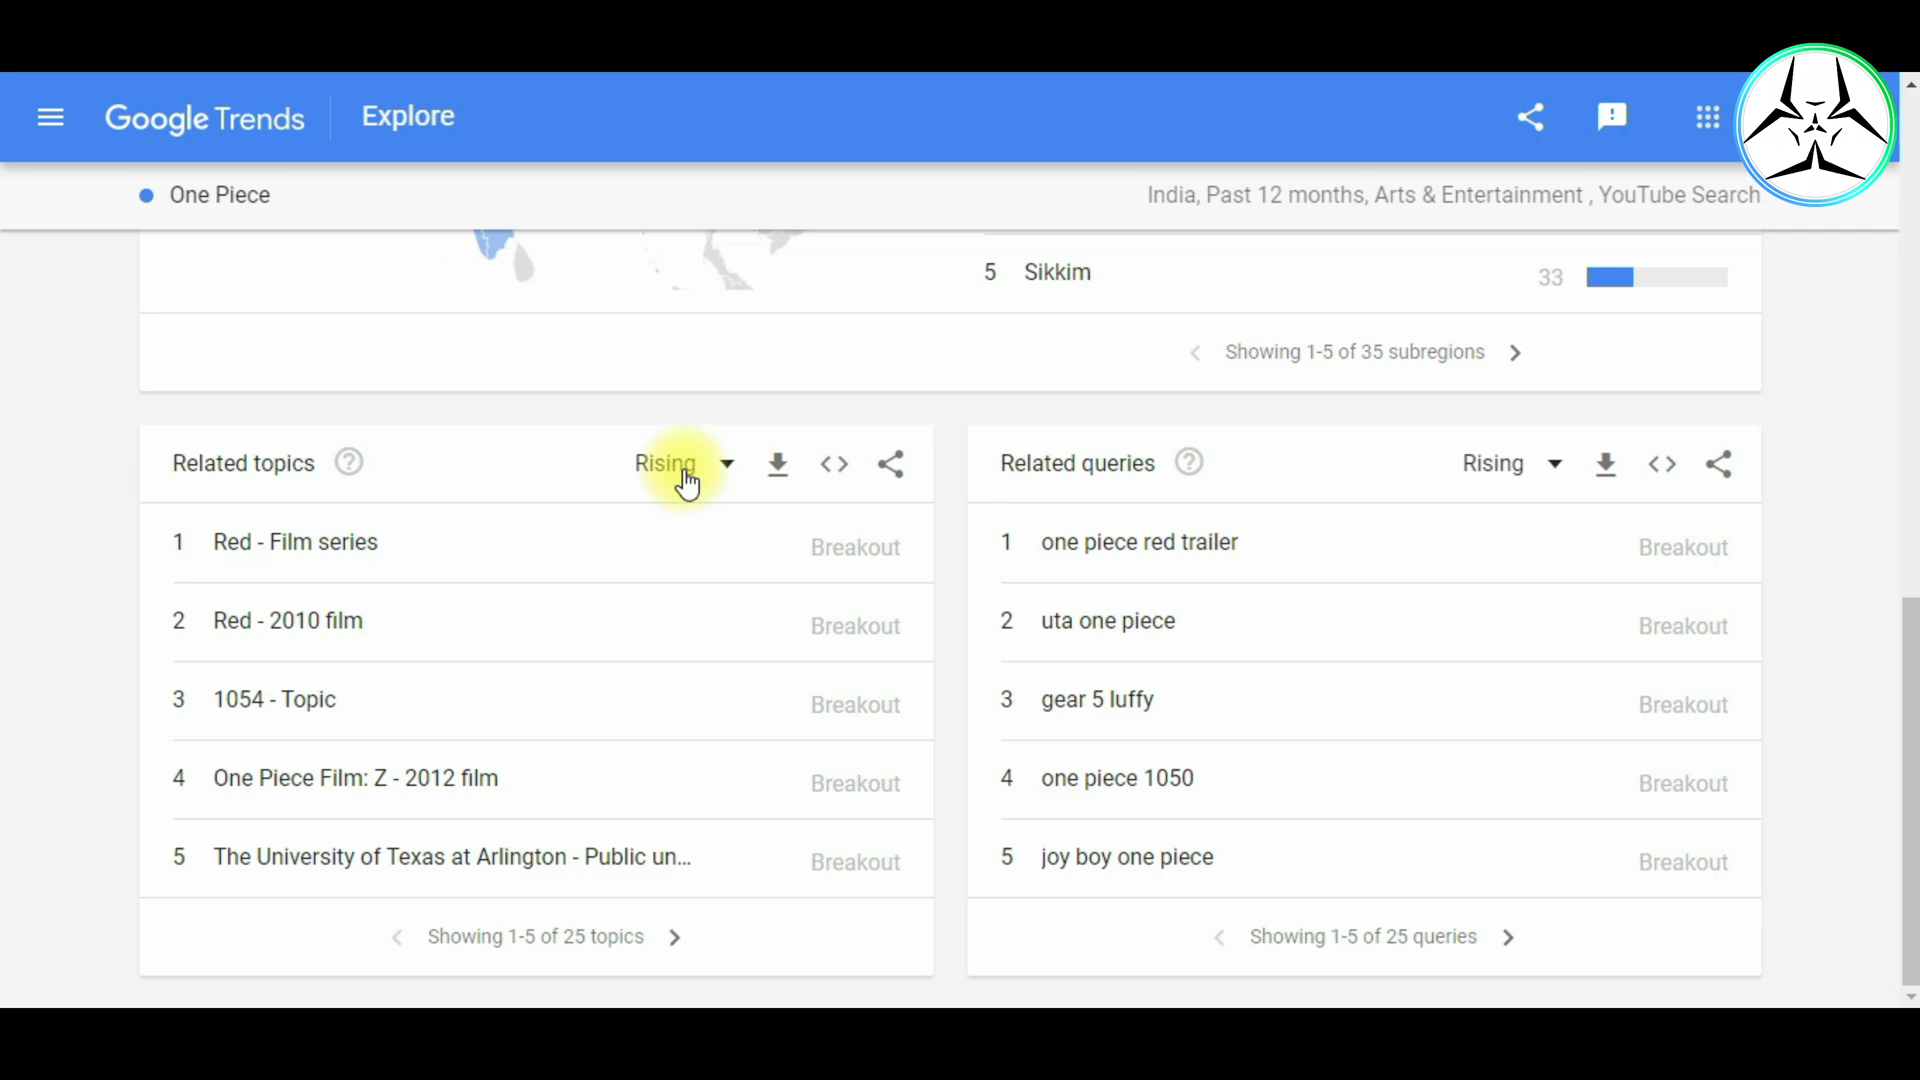 Google Trends Explore
One Piece India, Past 12 months, Arts & Entertainment , YouTube Search
5 Sikkim 33
Showing 1-5 of 35 subregions
Related topics Rising
1 Red - Film series Breakout
2 Red - 2010 film Breakout
3 1054 - Topic Breakout
4 One Piece Film: Z - 2012 film Breakout
5 The University of Texas at Arlington - Public un... Breakout
Showing 1-5 of 25 topics
Related queries Rising
1 one piece red trailer Breakout
2 uta one piece Breakout
3 gear 5 luffy Breakout
4 one piece 1050 Breakout
5 joy boy one piece Breakout
Showing 1-5 of 25 queries